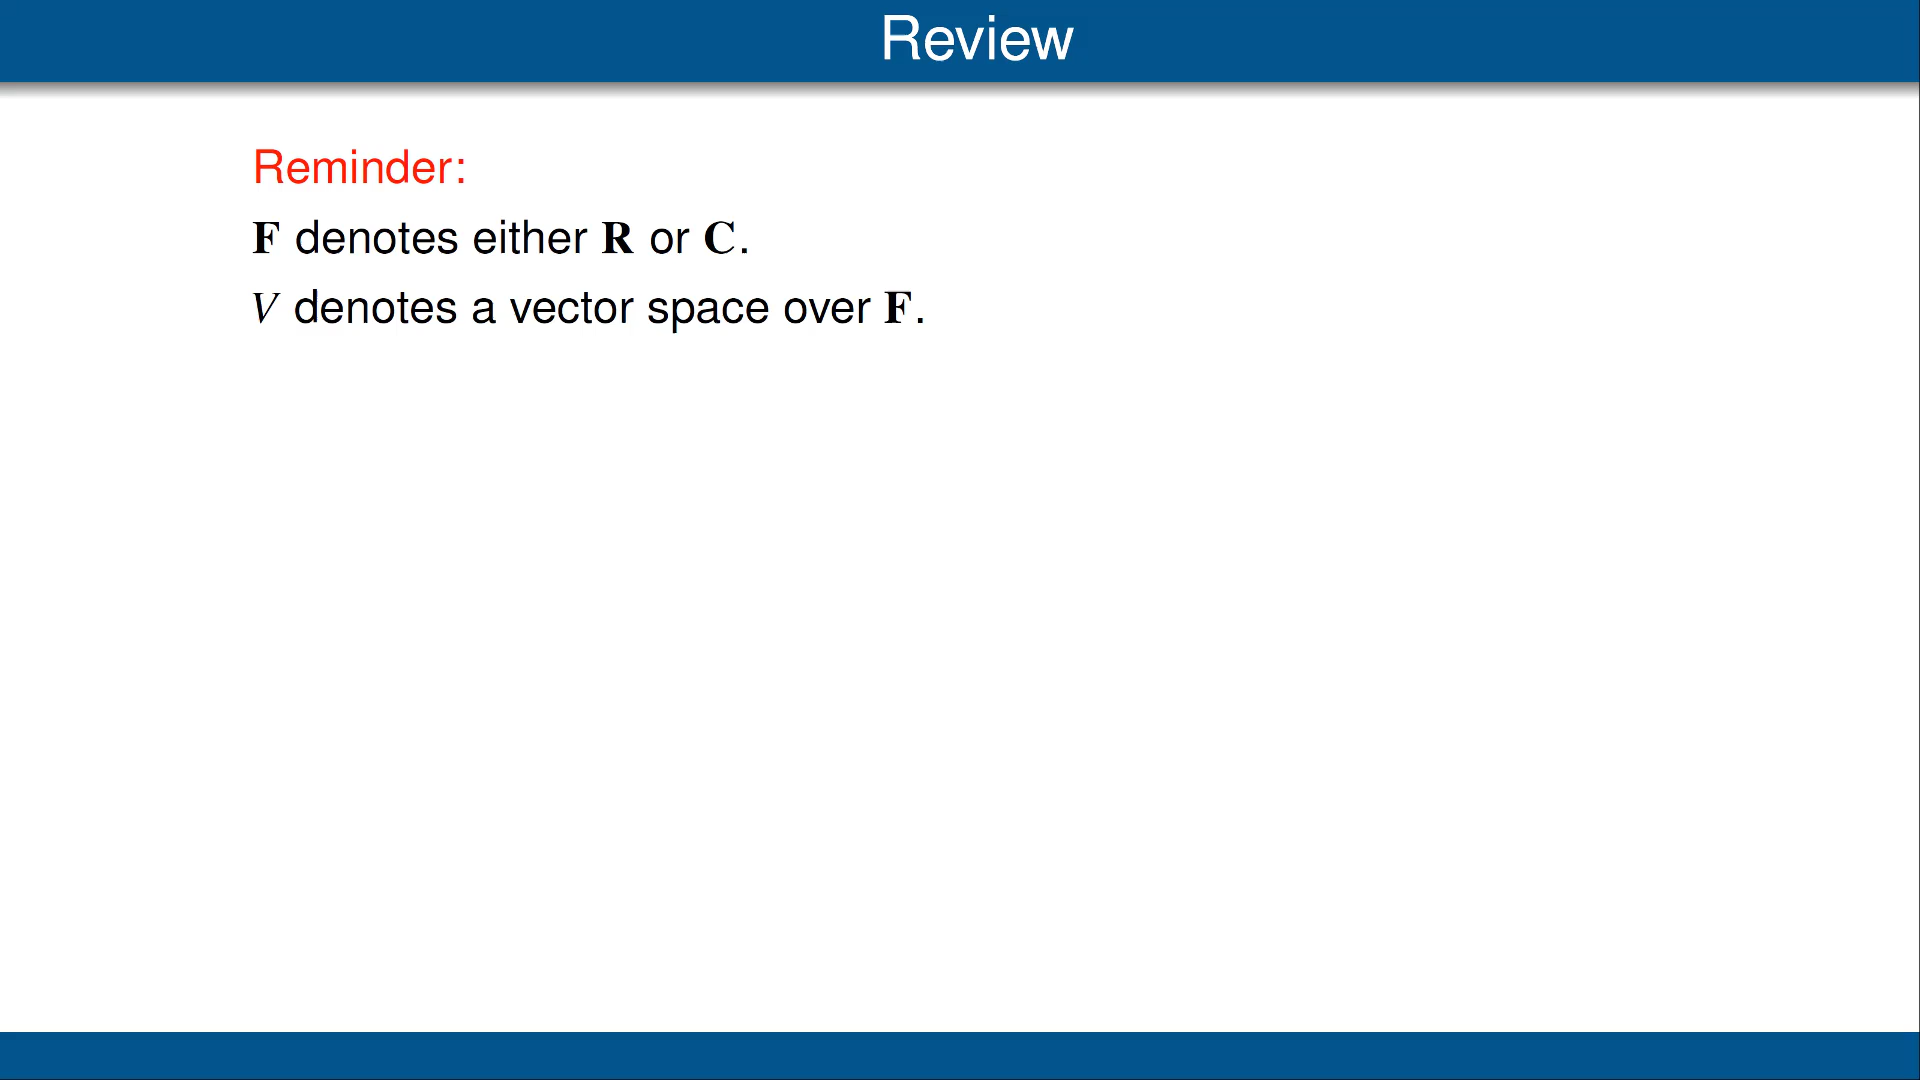 Review
Reminder:
F denotes either R or C.
V denotes a vector space over F.